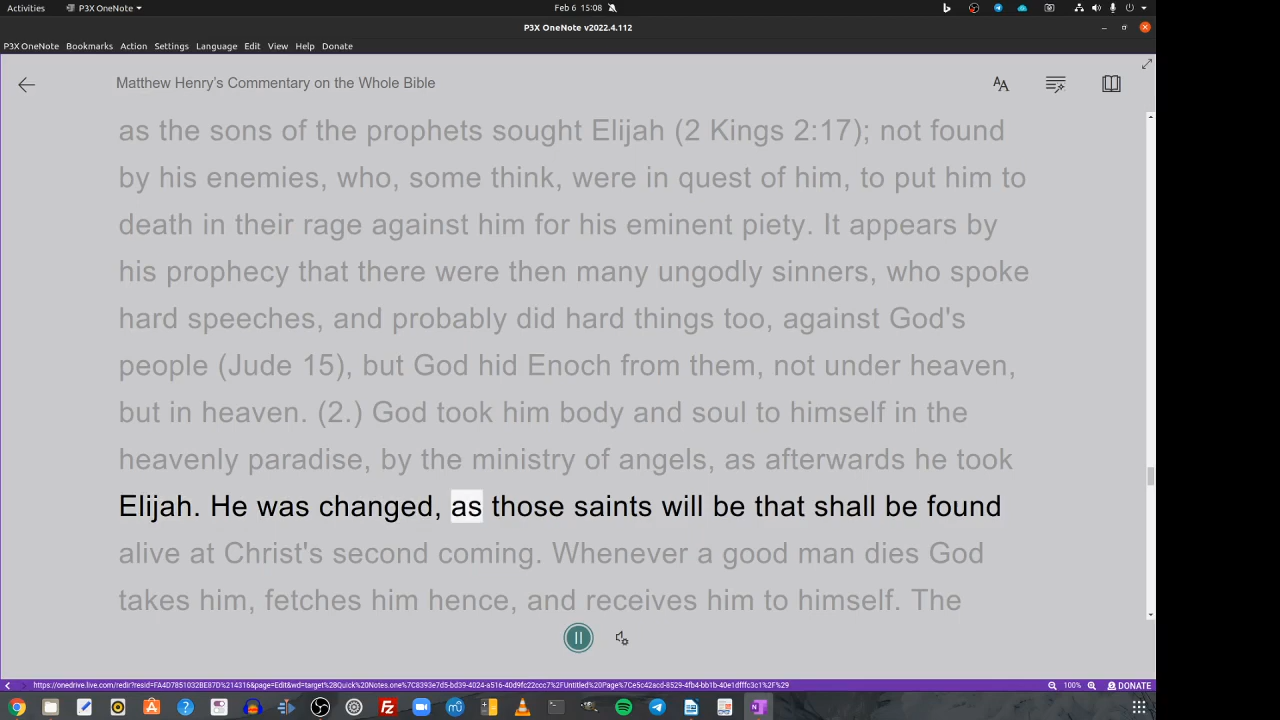 Activities
P3X OneNote
Feb 6 15:08
P3X OneNote v2022.4.112
P3X OneNote Bookmarks Action Settings Language Edit View Help Donate
Matthew Henry's Commentary on the Whole Bible
as the sons of the prophets sought Elijah (2 Kings 2:17); not found
by his enemies, who, some think, were in quest of him, to put him to
death in their rage against him for his eminent piety. It appears by
his prophecy that there were then many ungodly sinners, who spoke
hard speeches, and probably did hard things too, against God's
people (Jude 15), but God hid Enoch from them, not under heaven,
but in heaven. (2.) God took him body and soul to himself in the
heavenly paradise, by the ministry of angels, as afterwards he took
Elijah. He was changed, as those saints will be that shall be found
alive at Christ's second coming. Whenever a good man dies God
takes him, fetches him hence, and receives him to himself. The
100%
DONATE